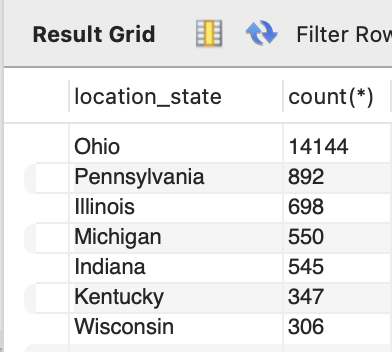 Result Grid Filter Row
location_state count(*)
Ohio 14144
Pennsylvania 892
Illinois 698
Michigan 550
Indiana 545
Kentucky 347
Wisconsin 306